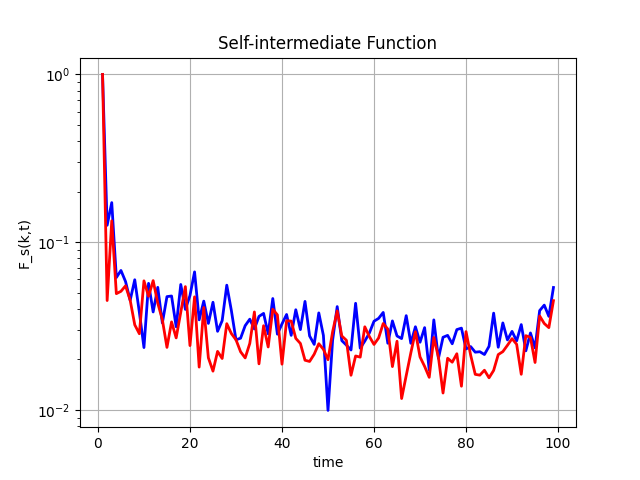 Self-intermediate Function
F_s(k,t)
10⁰
10⁻¹
10⁻²
0 20 40 60 80 100
time